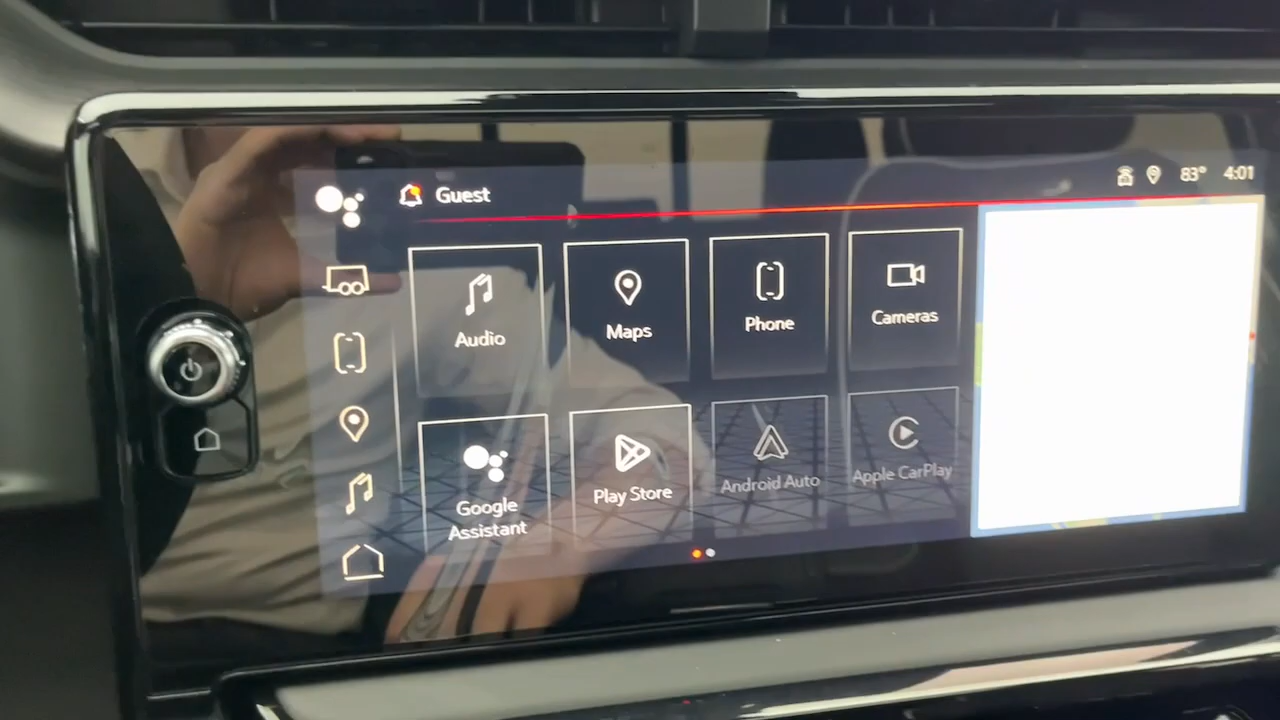 Guest
83° 4:01
Audio
Maps
Phone
Cameras
Google
Assistant
Play Store
Android Auto
Apple CarPlay